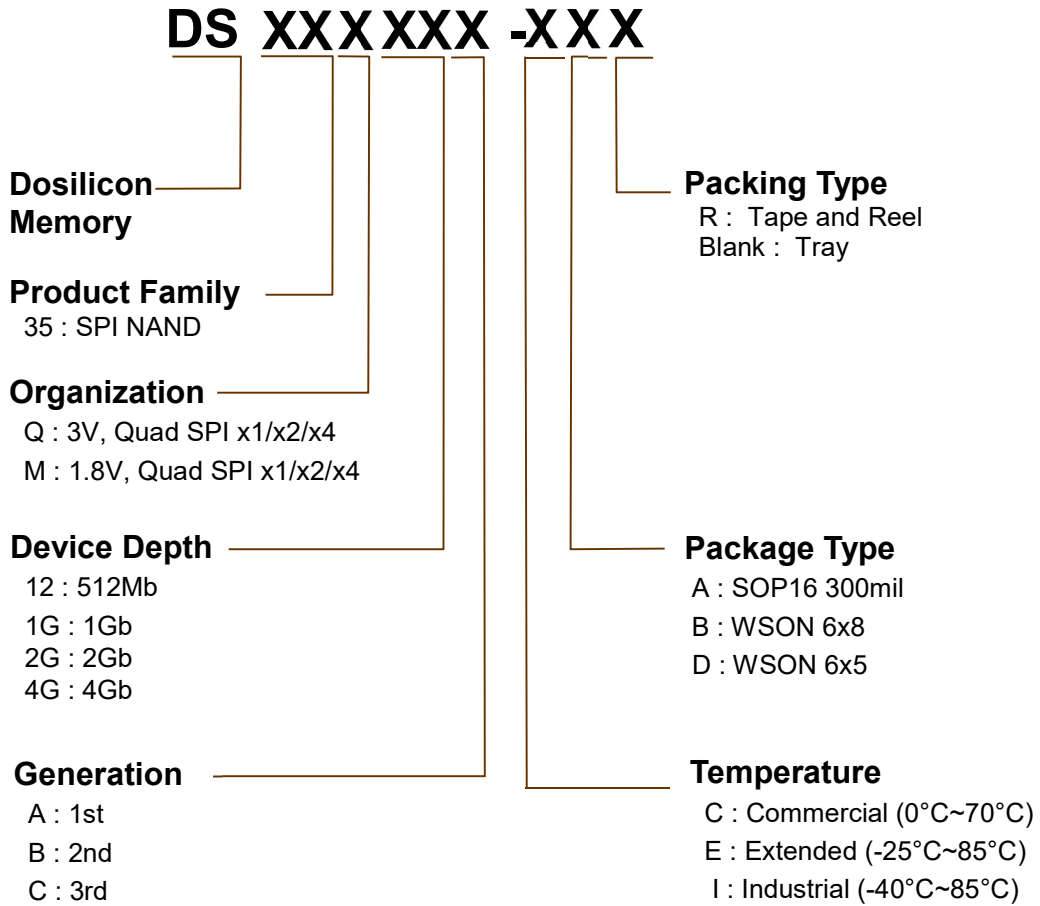 DS XXX XXX -X X X
Dosilicon
Memory
Product Family
35 : SPI NAND
Organization
Q : 3V, Quad SPI x1/x2/x4
M : 1.8V, Quad SPI x1/x2/x4
Device Depth
12 : 512Mb
1G : 1Gb
2G : 2Gb
4G : 4Gb
Generation
A : 1st
B : 2nd
C : 3rd
Packing Type
R : Tape and Reel
Blank : Tray
Package Type
A : SOP16 300mil
B : WSON 6x8
D : WSON 6x5
Temperature
C : Commercial (0°C~70°C)
E : Extended (-25°C~85°C)
I : Industrial (-40°C~85°C)